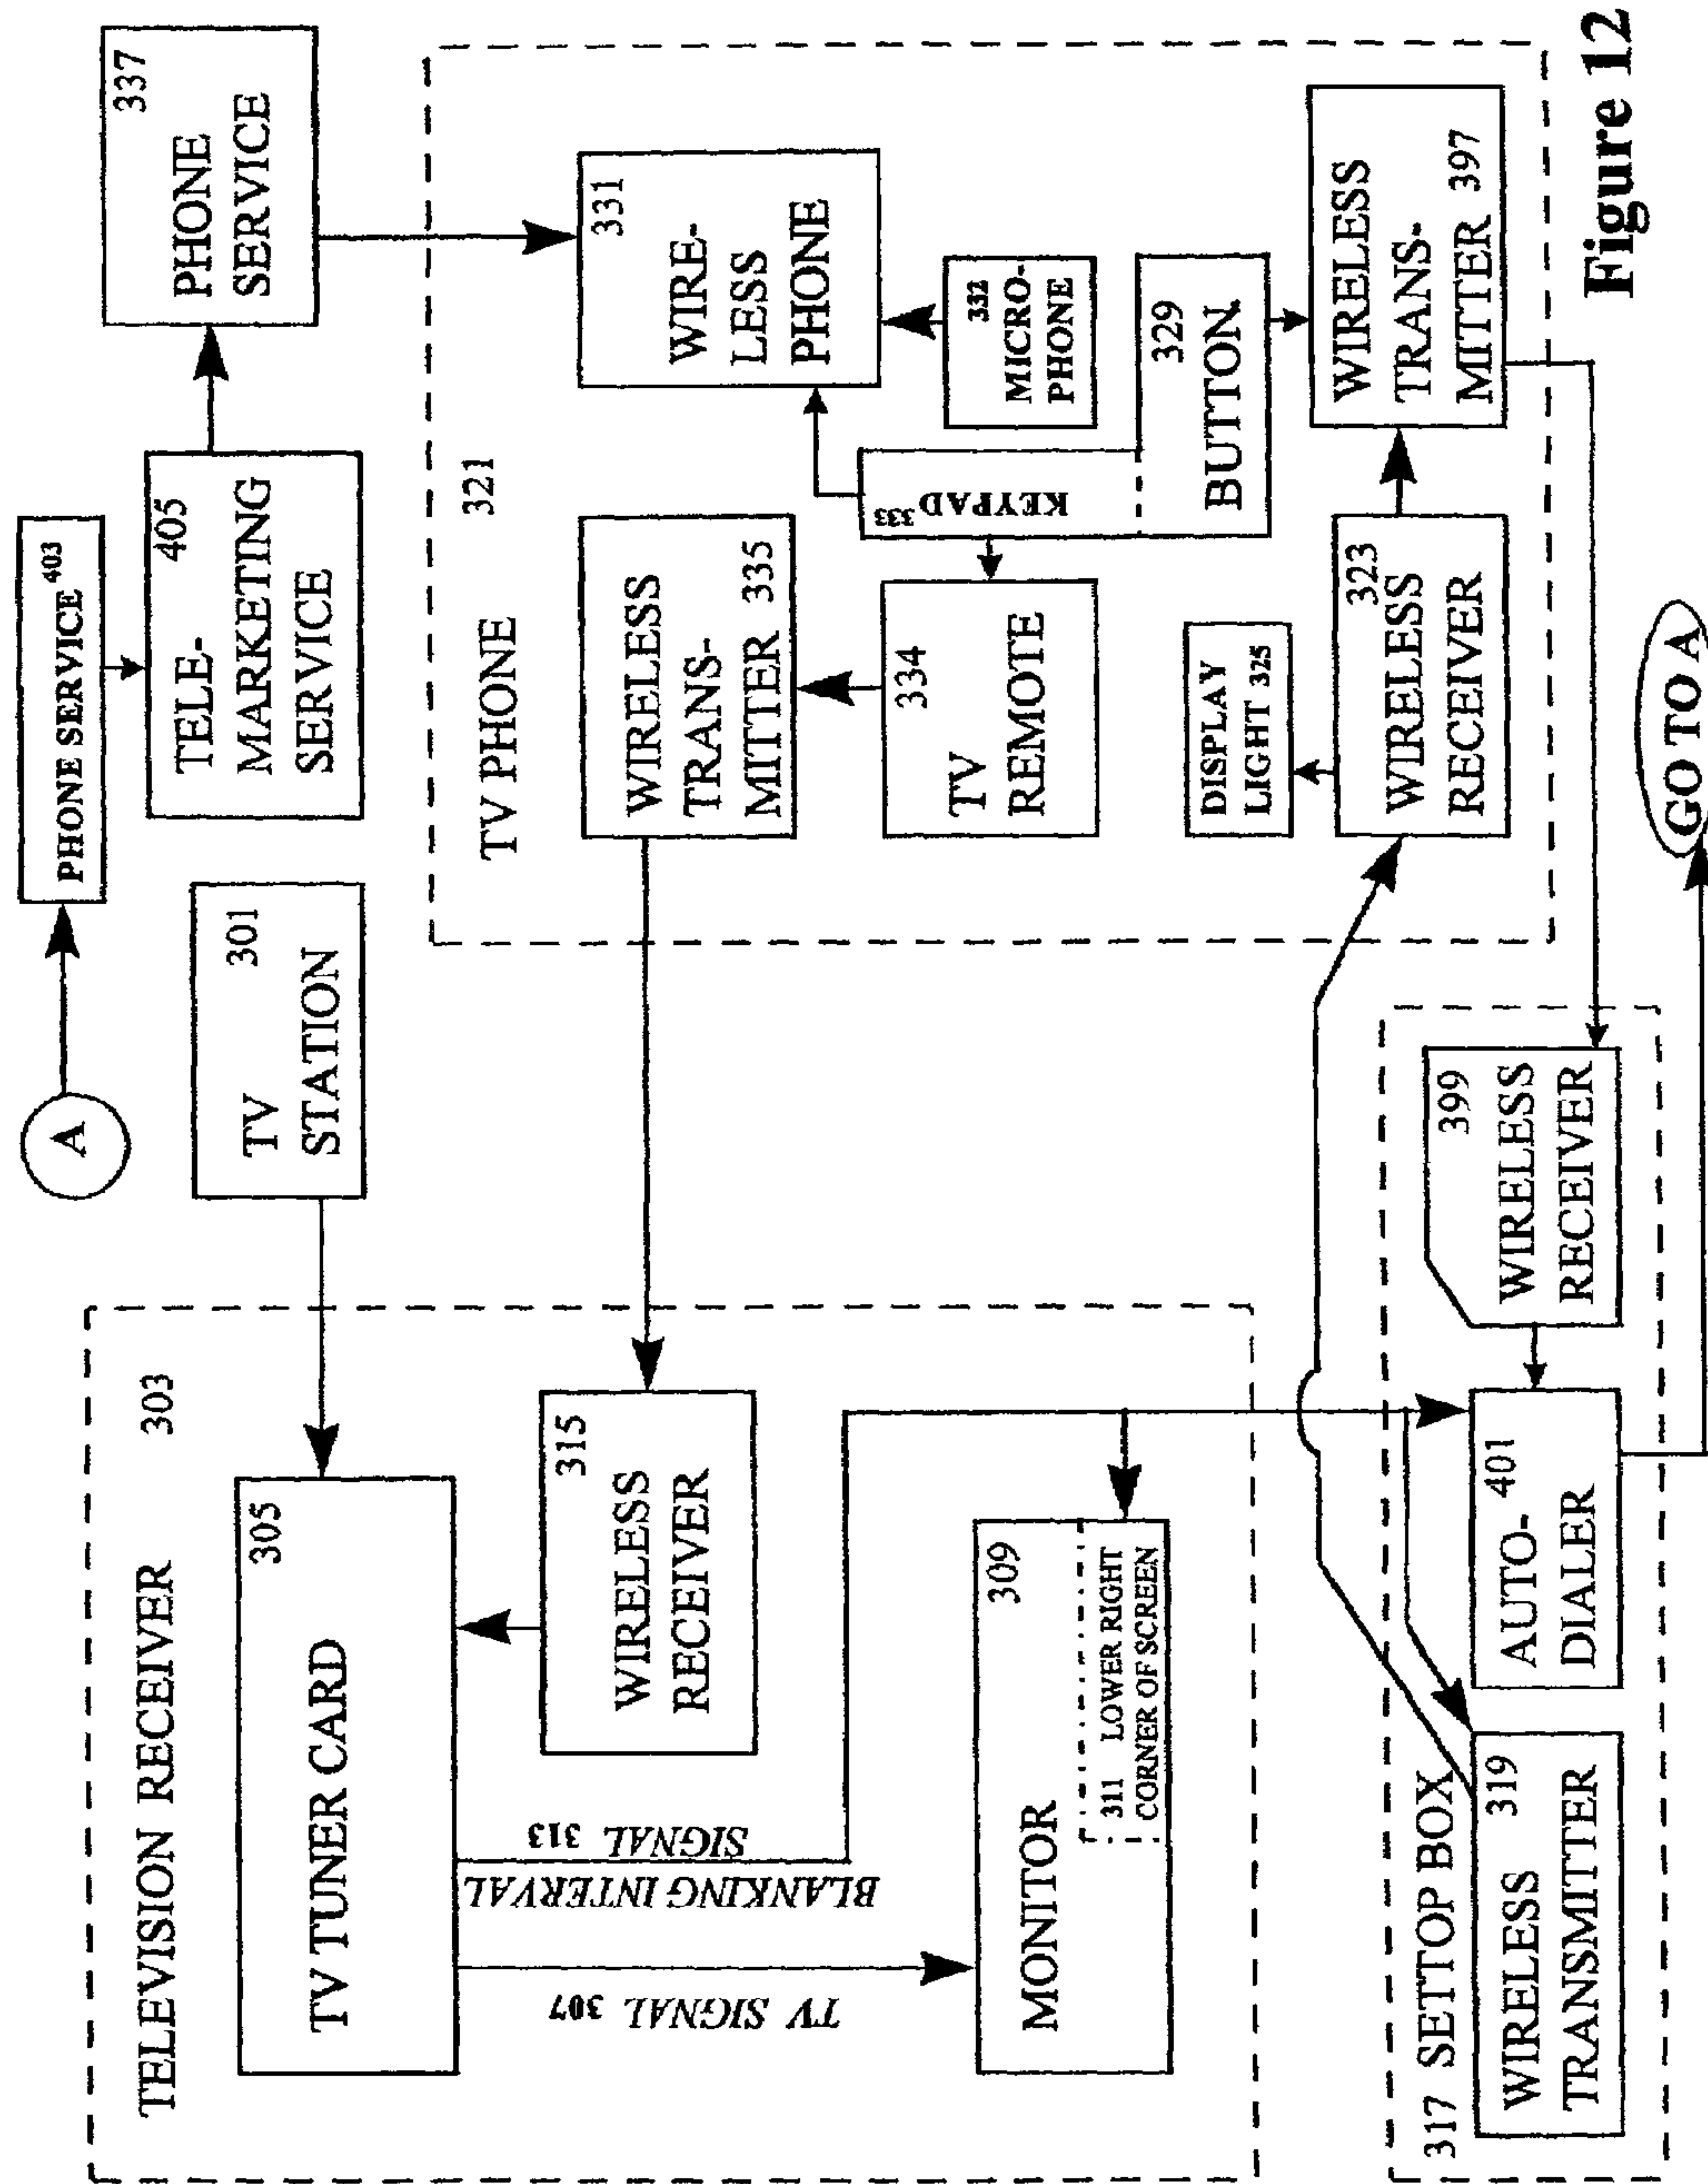 A
PHONE SERVICE 403
TELE- 405
MARKETING
SERVICE
337
PHONE
SERVICE
TV 301
STATION
TELEVISION RECEIVER 303
305
TV TUNER CARD
315
WIRELESS
RECEIVER
TV SIGNAL 307
BLANKING INTERVAL
SIGNAL 313
MONITOR 309
311 LOWER RIGHT
CORNER OF SCREEN
TV PHONE 321
WIRELESS
TRANS-
MITTER 335
334
TV
REMOTE
331
WIRE-
LESS
PHONE
332
MICRO-
PHONE
KEYPAD 333
329
BUTTON
DISPLAY
LIGHT 325
323
WIRELESS
RECEIVER
WIRELESS
TRANS-
MITTER 397
317 SETTOP BOX
319
WIRELESS
TRANSMITTER
AUTO- 401
DIALER
399
WIRELESS
RECEIVER
GO TO A
Figure 12